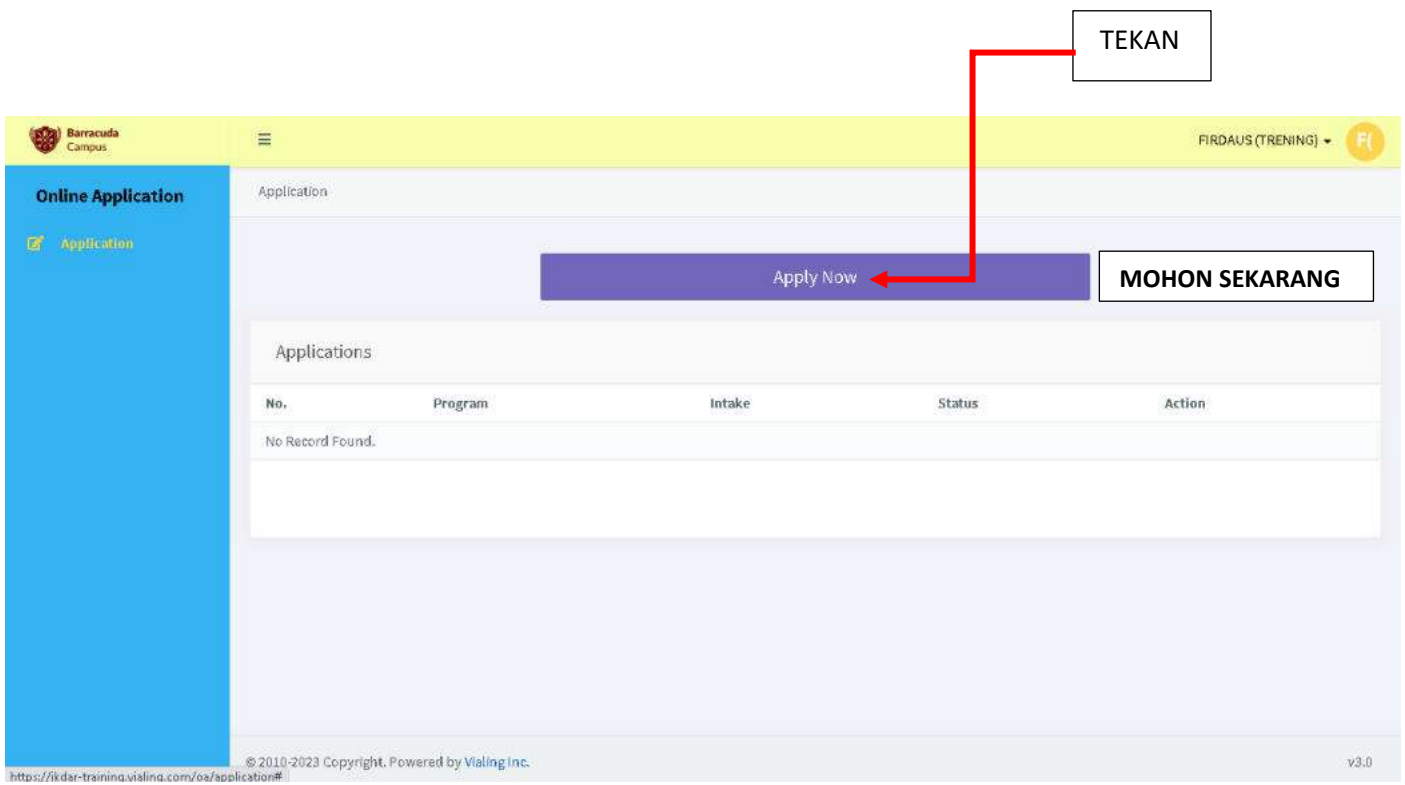 TEKAN
Barracuda
Campus
FIRDAUS (TRENING)
F(
Online Application
Application
Application
Apply Now
MOHON SEKARANG
Applications
No. Program Intake Status Action
No Record Found.
© 2010-2023 Copyright. Powered by Vialing Inc. v3.0
https://ikdar-training.vialing.com/oa/application#